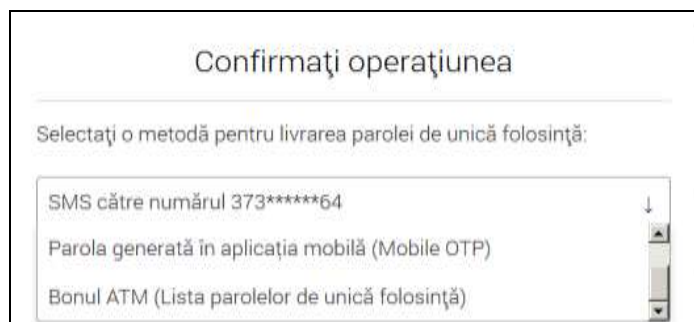 Confirmaţi operaţiunea
Selectaţi o metodă pentru livrarea parolei de unică folosinţă:
SMS către numărul 373******64 ↓
Parola generată în aplicația mobilă (Mobile OTP)
Bonul ATM (Lista parolelor de unică folosinţă)